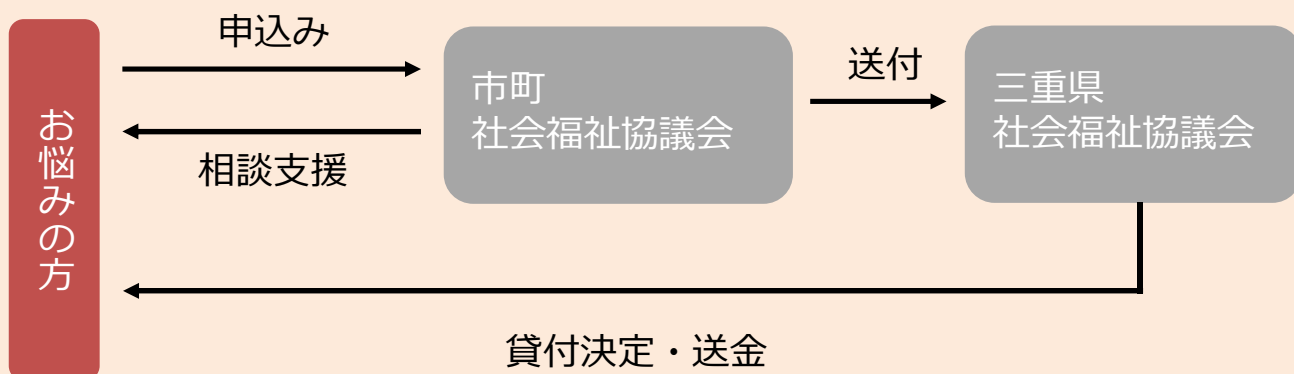 お悩みの方
申込み
相談支援
市町
社会福祉協議会
送付
三重県
社会福祉協議会
貸付決定・送金